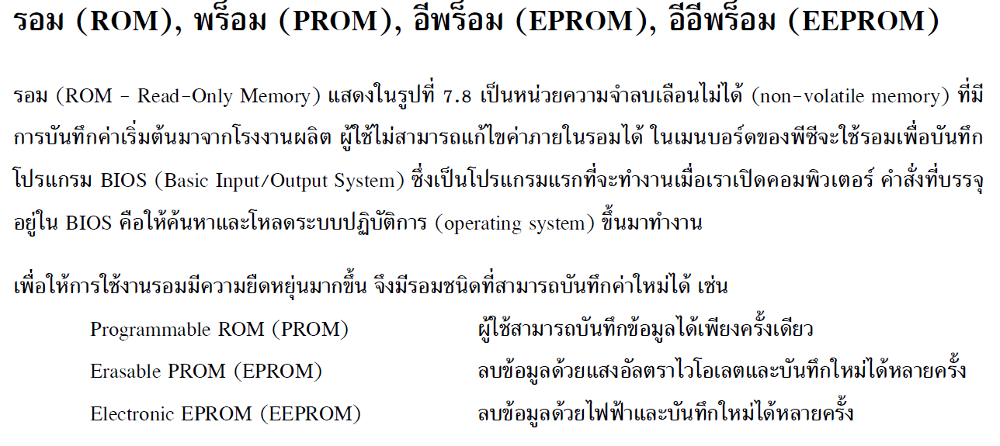 รอม (ROM), พร็อม (PROM), อีพร็อม (EPROM), อีอีพร็อม (EEPROM)
รอม (ROM - Read-Only Memory) แสดงในรูปที่ 7.8 เป็นหน่วยความจำลบเลือนไม่ได้ (non-volatile memory) ที่มี
การบันทึกค่าเริ่มต้นมาจากโรงงานผลิต ผู้ใช้ไม่สามารถแก้ไขค่าภายในรอมได้ ในเมนบอร์ดของพีซีจะใช้รอมเพื่อบันทึก
โปรแกรม BIOS (Basic Input/Output System) ซึ่งเป็นโปรแกรมแรกที่จะทำงานเมื่อเราเปิดคอมพิวเตอร์ คำสั่งที่บรรจุ
อยู่ใน BIOS คือให้ค้นหาและโหลดระบบปฏิบัติการ (operating system) ขึ้นมาทำงาน
เพื่อให้การใช้งานรอมมีความยืดหยุ่นมากขึ้น จึงมีรอมชนิดที่สามารถบันทึกค่าใหม่ได้ เช่น
Programmable ROM (PROM) ผู้ใช้สามารถบันทึกข้อมูลได้เพียงครั้งเดียว
Erasable PROM (EPROM) ลบข้อมูลด้วยแสงอัลตราไวโอเลตและบันทึกใหม่ได้หลายครั้ง
Electronic EPROM (EEPROM) ลบข้อมูลด้วยไฟฟ้าและบันทึกใหม่ได้หลายครั้ง